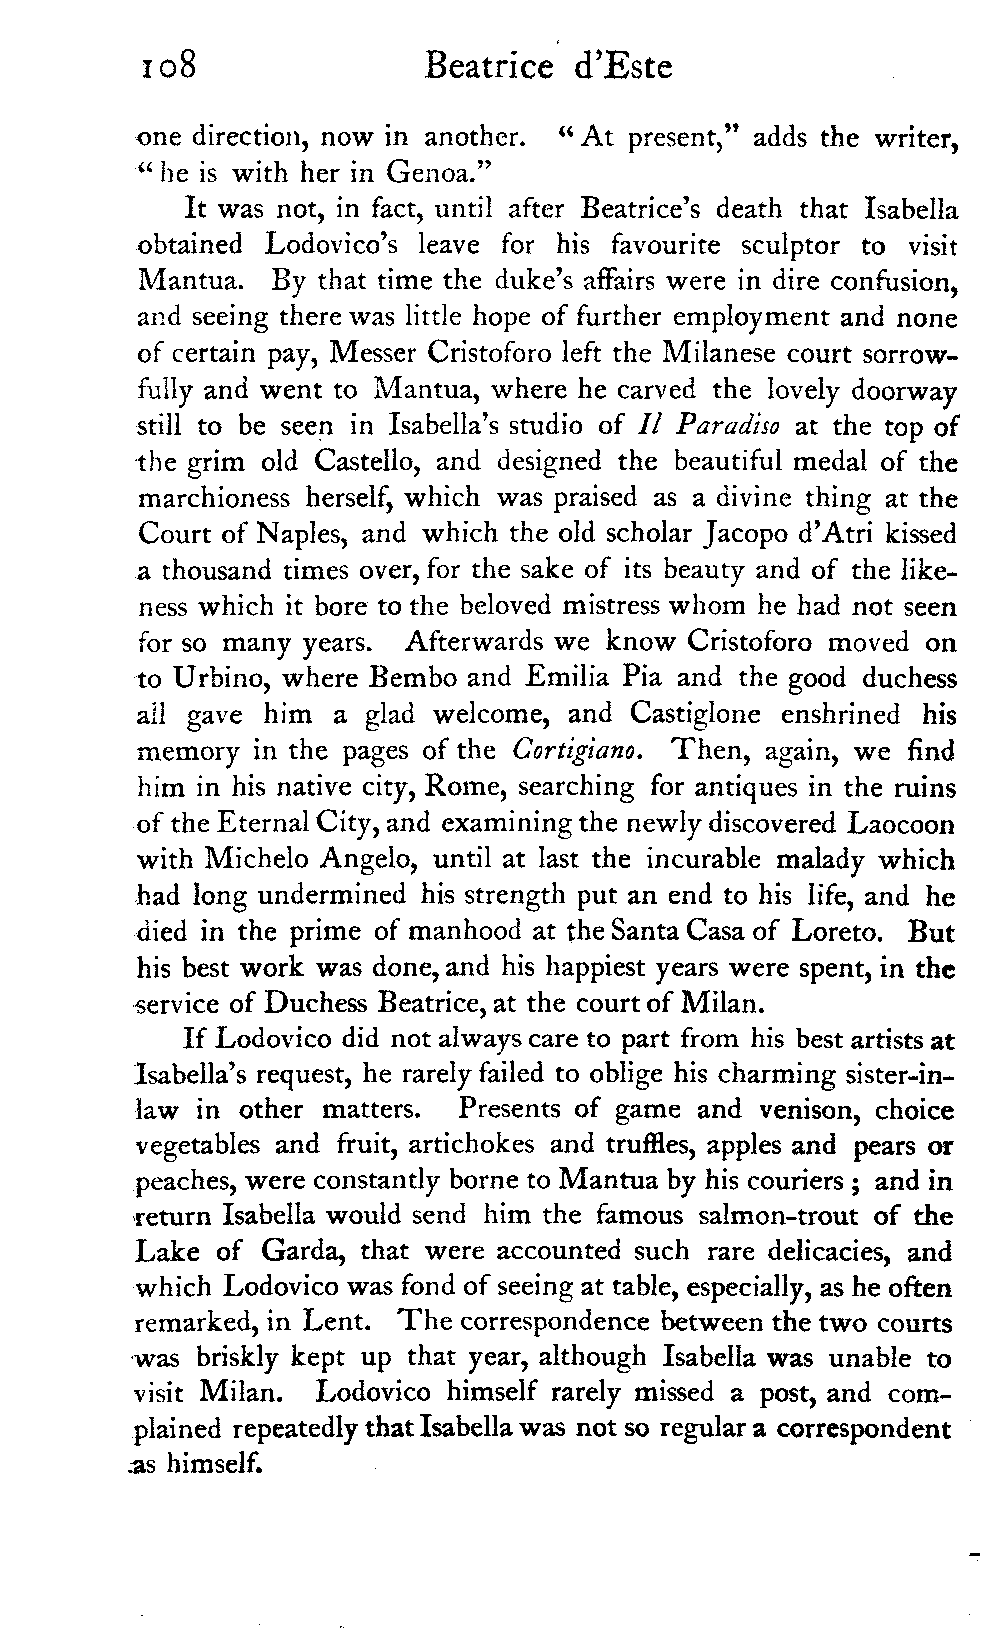 108 Beatrice d'Este
one direction, now in another. “ At present,” adds the writer,
“ he is with her in Genoa.”
It was not, in fact, until after Beatrice's death that Isabella
obtained Lodovico's leave for his favourite sculptor to visit
Mantua. By that time the duke's affairs were in dire confusion,
and seeing there was little hope of further employment and none
of certain pay, Messer Cristoforo left the Milanese court sorrow-
fully and went to Mantua, where he carved the lovely doorway
still to be seen in Isabella's studio of Il Paradiso at the top of
the grim old Castello, and designed the beautiful medal of the
marchioness herself, which was praised as a divine thing at the
Court of Naples, and which the old scholar Jacopo d'Atri kissed
a thousand times over, for the sake of its beauty and of the like-
ness which it bore to the beloved mistress whom he had not seen
for so many years. Afterwards we know Cristoforo moved on
to Urbino, where Bembo and Emilia Pia and the good duchess
all gave him a glad welcome, and Castiglone enshrined his
memory in the pages of the Cortigiano. Then, again, we find
him in his native city, Rome, searching for antiques in the ruins
of the Eternal City, and examining the newly discovered Laocoon
with Michelo Angelo, until at last the incurable malady which
had long undermined his strength put an end to his life, and he
died in the prime of manhood at the Santa Casa of Loreto. But
his best work was done, and his happiest years were spent, in the
service of Duchess Beatrice, at the court of Milan.
If Lodovico did not always care to part from his best artists at
Isabella's request, he rarely failed to oblige his charming sister-in-
law in other matters. Presents of game and venison, choice
vegetables and fruit, artichokes and truffles, apples and pears or
peaches, were constantly borne to Mantua by his couriers ; and in
return Isabella would send him the famous salmon-trout of the
Lake of Garda, that were accounted such rare delicacies, and
which Lodovico was fond of seeing at table, especially, as he often
remarked, in Lent. The correspondence between the two courts
was briskly kept up that year, although Isabella was unable to
visit Milan. Lodovico himself rarely missed a post, and com-
plained repeatedly that Isabella was not so regular a correspondent
as himself.